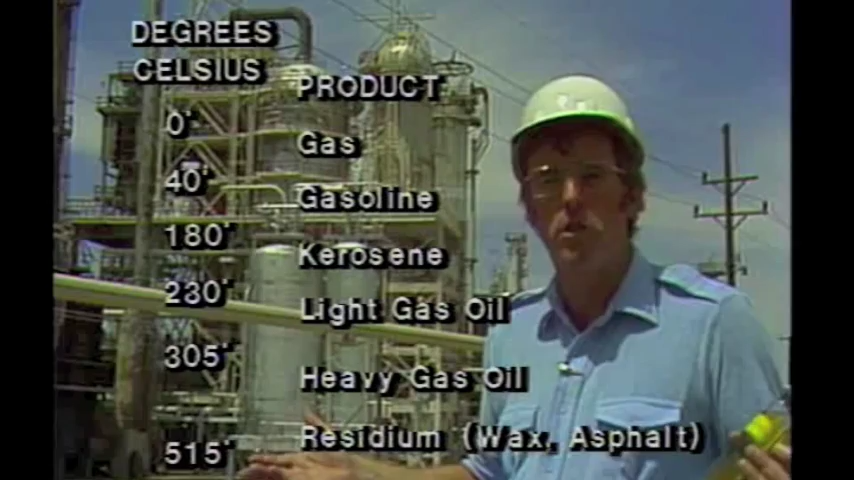 DEGREES
CELSIUS
PRODUCT
0°
Gas
40°
Gasoline
180°
Kerosene
230°
Light Gas Oil
305°
Heavy Gas Oil
515°
Residium (Wax, Asphalt)